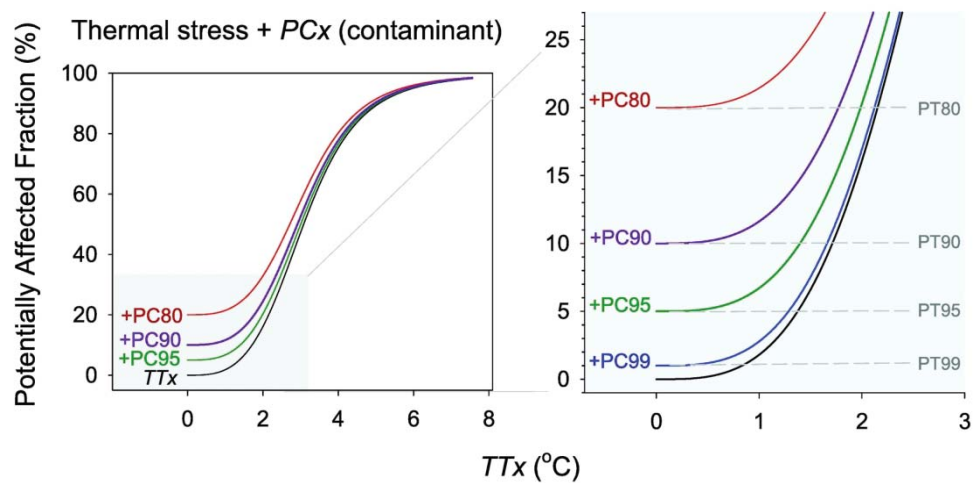 Thermal stress + PCx (contaminant)
Potentially Affected Fraction (%)
100
80
60
40
20
0
+PC80
+PC90
+PC95
TTx
0
2
4
6
8
25
20
15
10
5
0
+PC80
+PC90
+PC95
+PC99
PT80
PT90
PT95
PT99
0
1
2
3
TTx (°C)